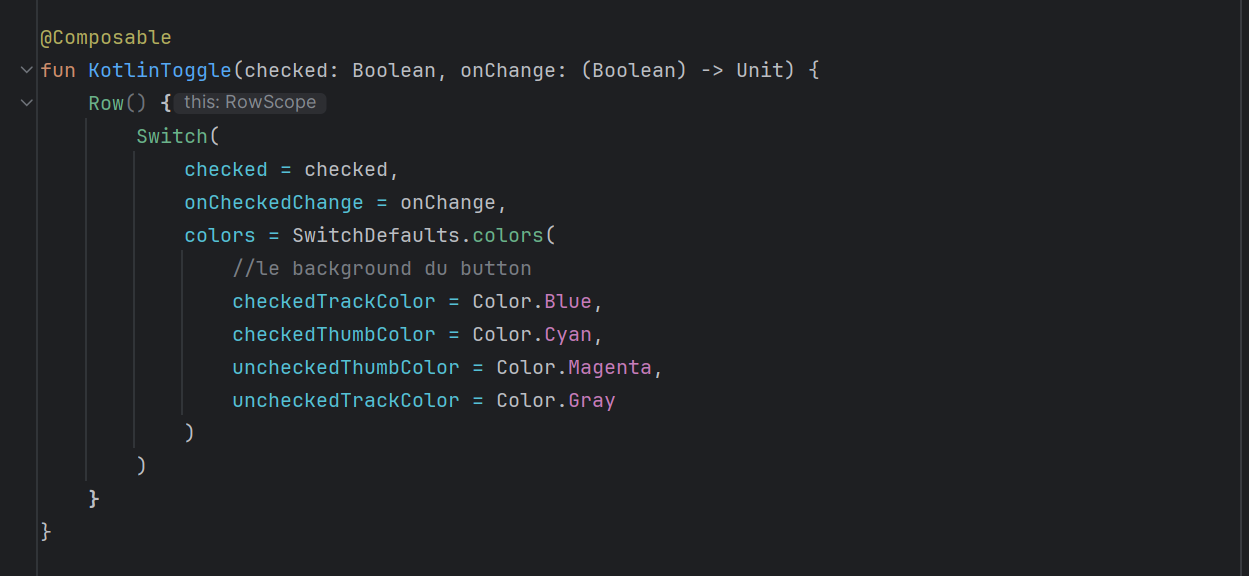 @Composable
fun KotlinToggle(checked: Boolean, onChange: (Boolean) -> Unit) {
    Row() { this: RowScope
        Switch(
            checked = checked,
            onCheckedChange = onChange,
            colors = SwitchDefaults.colors(
                //le background du button
                checkedTrackColor = Color.Blue,
                checkedThumbColor = Color.Cyan,
                uncheckedThumbColor = Color.Magenta,
                uncheckedTrackColor = Color.Gray
            )
        )
    }
}